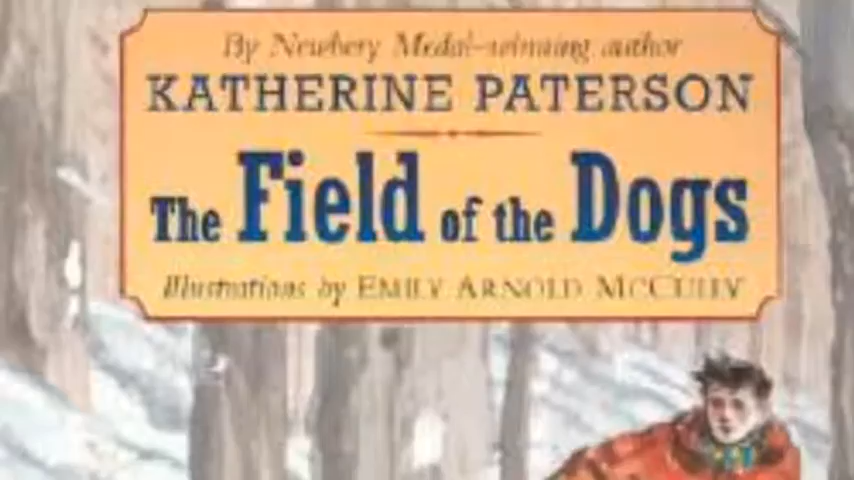 By Newbery Medal-winning author
KATHERINE PATERSON
The Field of the Dogs
Illustrations by EMILY ARNOLD MCCULLY